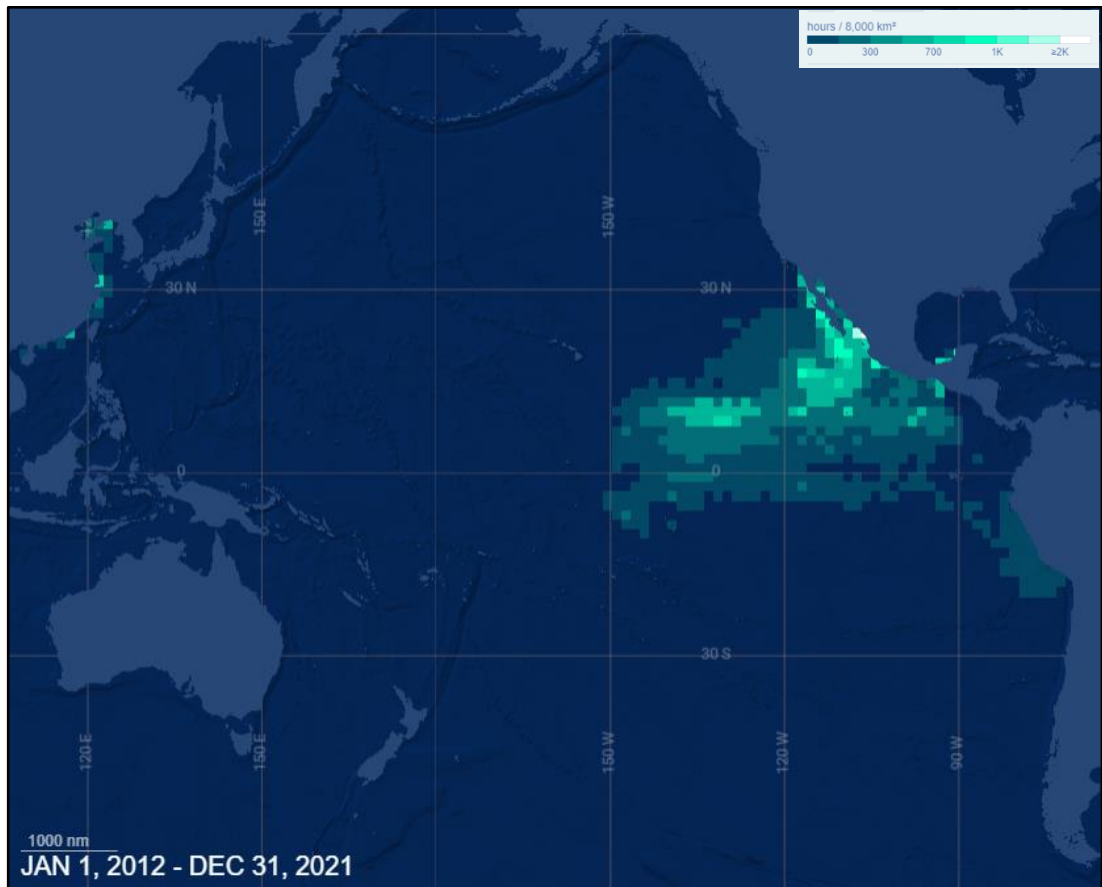 hours / 8,000 km²
0 300 700 1K ≥2K
150 E
150 W
30 N
30 N
0
0
30 S
120 E
150 E
150 W
120 W
90 W
1000 nm
JAN 1, 2012 - DEC 31, 2021